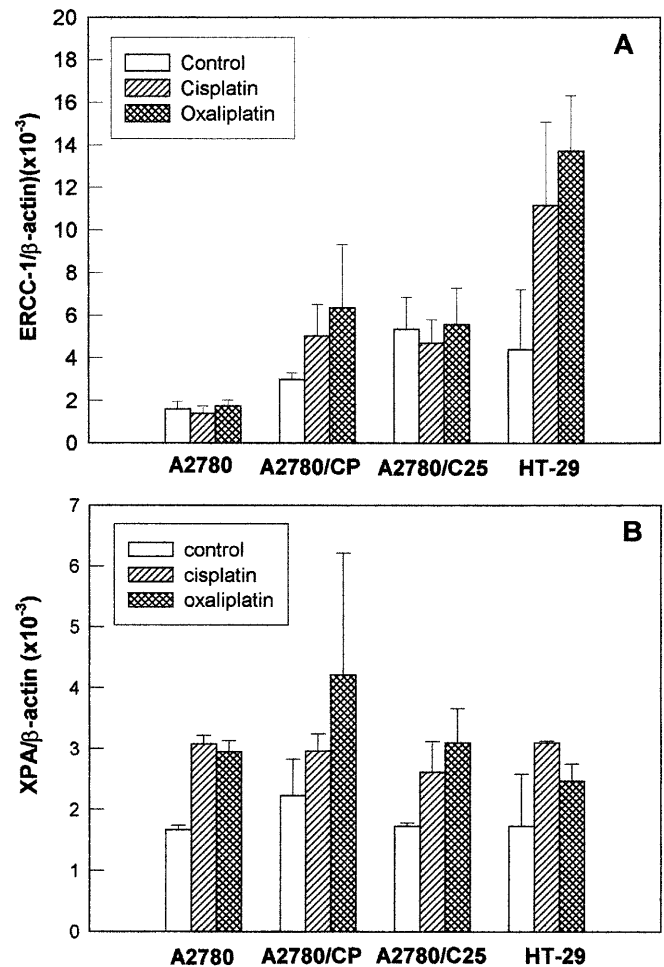 20
A
18
Control
Cisplatin
16
Oxaliplatin
14
12
10
8
6
4
2
0
ERCC-1/β-actin)(x10⁻³)
A2780 A2780/CP A2780/C25 HT-29
7
B
control
cisplatin
6
oxaliplatin
5
4
3
2
1
0
XPA/β-actin (x10⁻³)
A2780 A2780/CP A2780/C25 HT-29